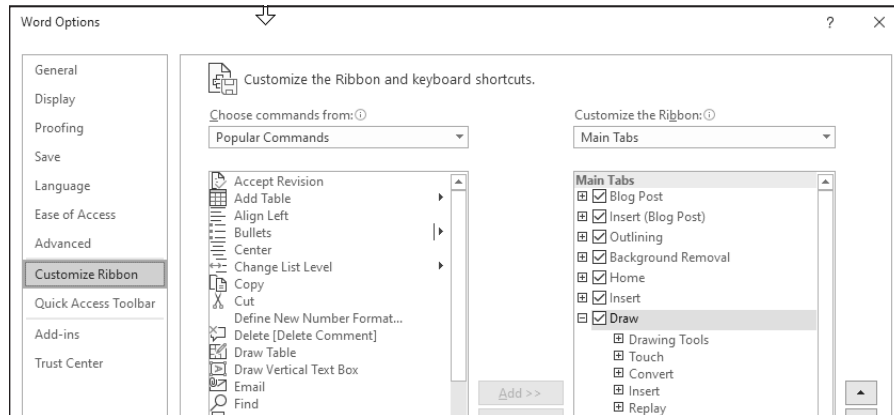 Word Options
?
General
Display
Proofing
Save
Language
Ease of Access
Advanced
Customize Ribbon
Quick Access Toolbar
Add-ins
Trust Center
Customize the Ribbon and keyboard shortcuts.
Choose commands from:
Popular Commands
Accept Revision
Add Table
Align Left
Bullets
Center
Change List Level
Copy
Cut
Define New Number Format...
Delete [Delete Comment]
Draw Table
Draw Vertical Text Box
Email
Find
Add >>
Customize the Ribbon:
Main Tabs
Main Tabs
Blog Post
Insert (Blog Post)
Outlining
Background Removal
Home
Insert
Draw
Drawing Tools
Touch
Convert
Insert
Replay